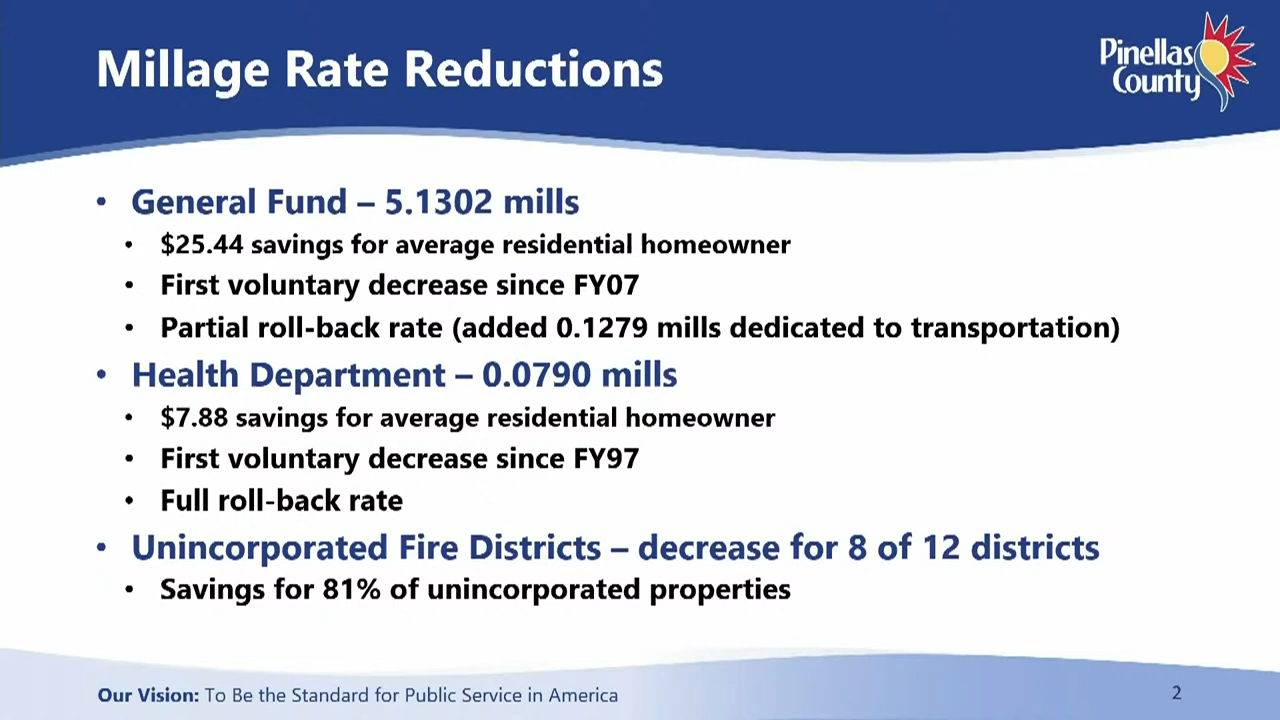 Millage Rate Reductions
Pinellas
County
• General Fund – 5.1302 mills
• $25.44 savings for average residential homeowner
• First voluntary decrease since FY07
• Partial roll-back rate (added 0.1279 mills dedicated to transportation)
• Health Department – 0.0790 mills
• $7.88 savings for average residential homeowner
• First voluntary decrease since FY97
• Full roll-back rate
• Unincorporated Fire Districts – decrease for 8 of 12 districts
• Savings for 81% of unincorporated properties
Our Vision: To Be the Standard for Public Service in America
2